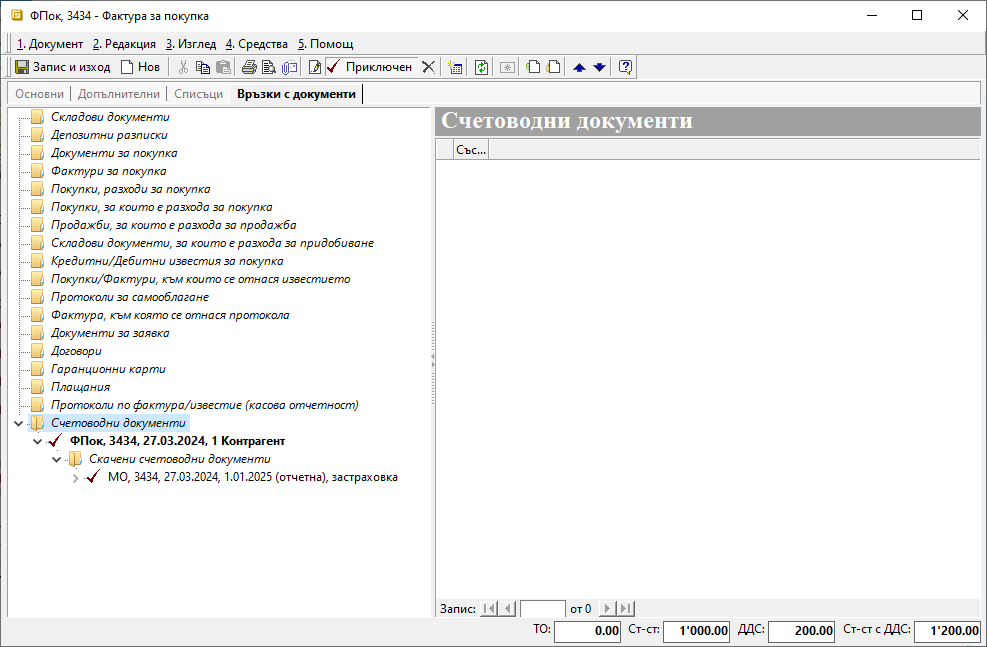 ФПок, 3434 - Фактура за покупка
1. Документ 2. Редакция 3. Изглед 4. Средства 5. Помощ
Запис и изход Нов Приключен
Основни Допълнителни Списъци Връзки с документи
Складови документи
Депозитни разписки
Документи за покупка
Фактури за покупка
Покупки, разходи за покупка
Покупки, за които е разхода за покупка
Продажби, за които е разхода за продажба
Складови документи, за които е разхода за придобиване
Кредитни/Дебитни известия за покупка
Покупки/Фактури, към които се отнася известието
Протоколи за самооблагане
Фактура, към която се отнася протокола
Документи за заявка
Договори
Гаранционни карти
Плащания
Протоколи по фактура/известие (касова отчетност)
Счетоводни документи
ФПок, 3434, 27.03.2024, 1 Контрагент
Скачени счетоводни документи
МО, 3434, 27.03.2024, 1.01.2025 (отчетна), застраховка
Счетоводни документи
Със...
Запис: от 0
ТО: 0.00 Ст-ст: 1'000.00 ДДС: 200.00 Ст-ст с ДДС: 1'200.00